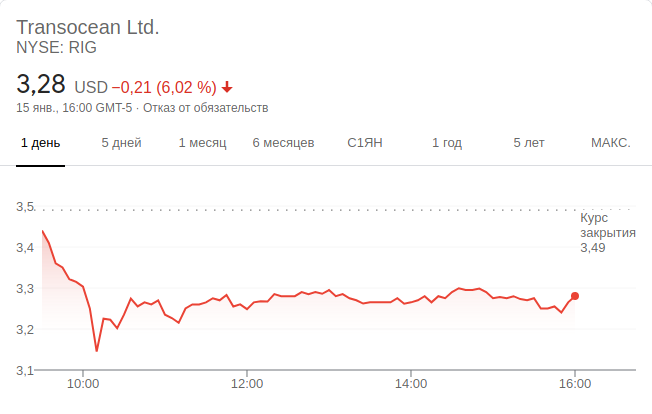 Transocean Ltd.
NYSE: RIG
3,28 USD −0,21 (6,02 %)
15 янв., 16:00 GMT-5 · Отказ от обязательств
1 день 5 дней 1 месяц 6 месяцев С1ЯН 1 год 5 лет МАКС.
3,5
Курс
закрытия
3,49
3,4
3,3
3,2
3,1
10:00 12:00 14:00 16:00